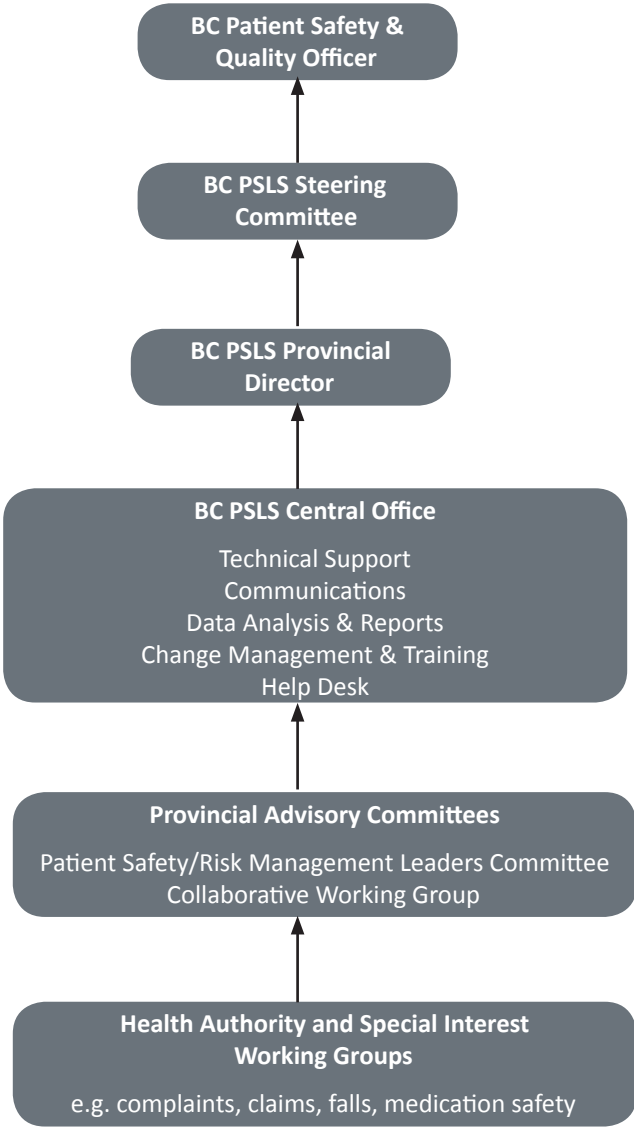 BC Patient Safety &
Quality Officer
BC PSLS Steering
Committee
BC PSLS Provincial
Director
BC PSLS Central Office
Technical Support
Communications
Data Analysis & Reports
Change Management & Training
Help Desk
Provincial Advisory Committees
Patient Safety/Risk Management Leaders Committee
Collaborative Working Group
Health Authority and Special Interest
Working Groups
e.g. complaints, claims, falls, medication safety